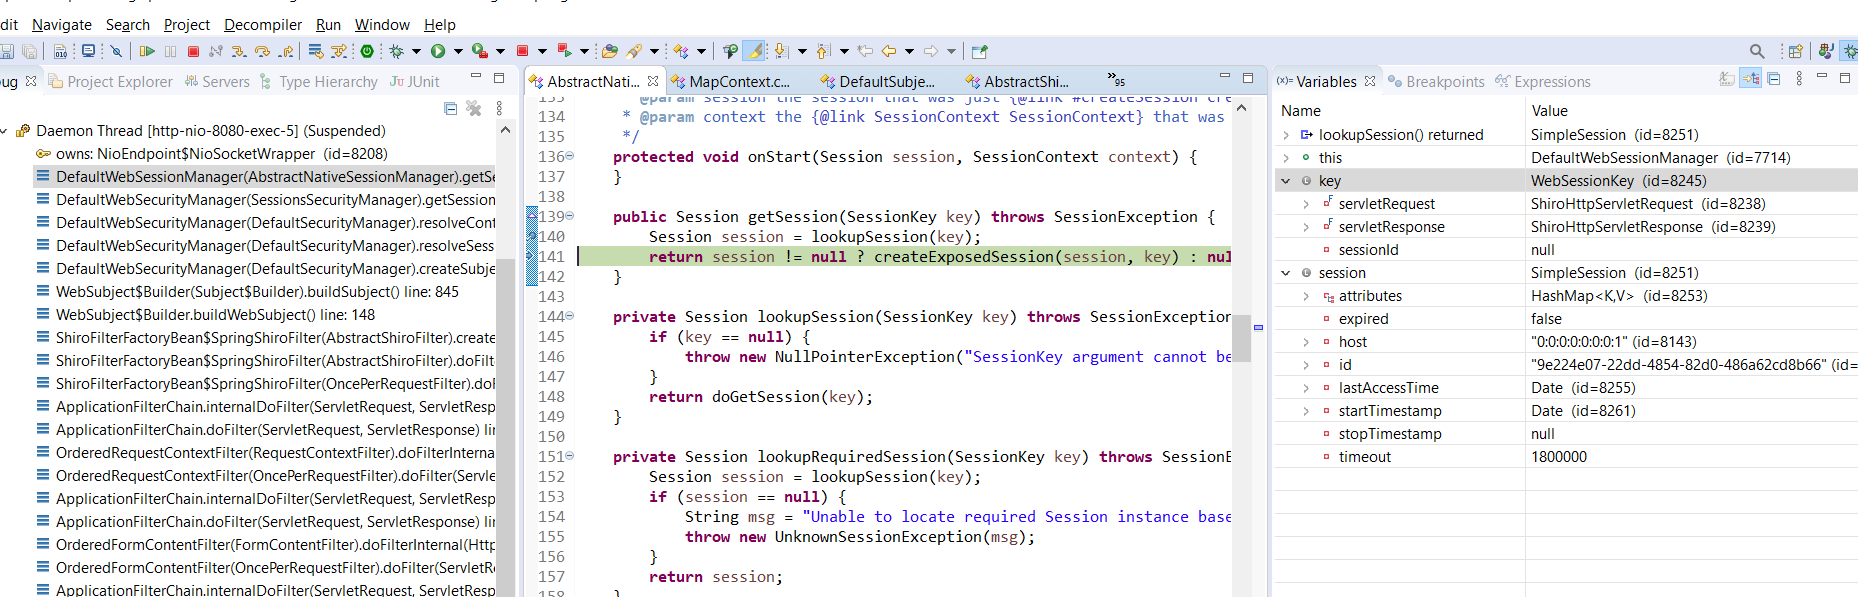 dit Navigate Search Project Decompiler Run Window Help
ug Project Explorer Servers Type Hierarchy JUnit
Daemon Thread [http-nio-8080-exec-5] (Suspended)
owns: NioEndpoint$NioSocketWrapper (id=8208)
DefaultWebSessionManager(AbstractNativeSessionManager).getSe
DefaultWebSecurityManager(SessionsSecurityManager).getSession
DefaultWebSecurityManager(DefaultSecurityManager).resolveCont
DefaultWebSecurityManager(DefaultSecurityManager).resolveSess
DefaultWebSecurityManager(DefaultSecurityManager).createSubje
WebSubject$Builder(Subject$Builder).buildSubject() line: 845
WebSubject$Builder.buildWebSubject() line: 148
ShiroFilterFactoryBean$SpringShiroFilter(AbstractShiroFilter).create
ShiroFilterFactoryBean$SpringShiroFilter(AbstractShiroFilter).doFilt
ShiroFilterFactoryBean$SpringShiroFilter(OncePerRequestFilter).doF
ApplicationFilterChain.internalDoFilter(ServletRequest, ServletResp
ApplicationFilterChain.doFilter(ServletRequest, ServletResponse) lin
OrderedRequestContextFilter(RequestContextFilter).doFilterInterna
OrderedRequestContextFilter(OncePerRequestFilter).doFilter(Servle
ApplicationFilterChain.internalDoFilter(ServletRequest, ServletResp
ApplicationFilterChain.doFilter(ServletRequest, ServletResponse) lin
OrderedFormContentFilter(FormContentFilter).doFilterInternal(Http
OrderedFormContentFilter(OncePerRequestFilter).doFilter(ServletR
ApplicationFilterChain.internalDoFilter(ServletRequest, ServletResp
AbstractNati... MapContext.c... DefaultSubje... AbstractShi... »95
133 * @param session the session that was just {@link #createSession cre
134 * @param context the {@link SessionContext SessionContext} that was
135 */
136 protected void onStart(Session session, SessionContext context) {
137 }
138
139 public Session getSession(SessionKey key) throws SessionException {
140 Session session = lookupSession(key);
141 return session != null ? createExposedSession(session, key) : nul
142 }
143
144 private Session lookupSession(SessionKey key) throws SessionException
145 if (key == null) {
146 throw new NullPointerException("SessionKey argument cannot be
147 }
148 return doGetSession(key);
149 }
150
151 private Session lookupRequiredSession(SessionKey key) throws SessionE
152 Session session = lookupSession(key);
153 if (session == null) {
154 String msg = "Unable to locate required Session instance base
155 throw new UnknownSessionException(msg);
156 }
157 return session;
158 }
Variables Breakpoints Expressions
Name Value
lookupSession() returned SimpleSession (id=8251)
this DefaultWebSessionManager (id=7714)
key WebSessionKey (id=8245)
servletRequest ShiroHttpServletRequest (id=8238)
servletResponse ShiroHttpServletResponse (id=8239)
sessionId null
session SimpleSession (id=8251)
attributes HashMap<K,V> (id=8253)
expired false
host "0:0:0:0:0:0:0:1" (id=8143)
id "9e224e07-22dd-4854-82d0-486a62cd8b66" (id=
lastAccessTime Date (id=8255)
startTimestamp Date (id=8261)
stopTimestamp null
timeout 1800000